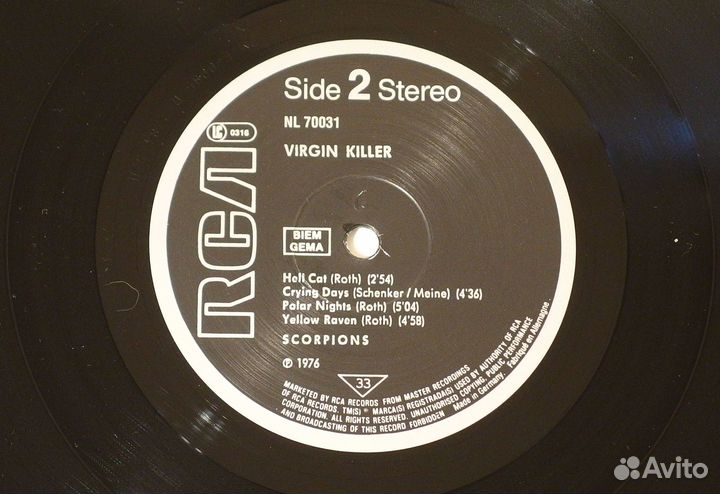 Side 2 Stereo
NL 70031
VIRGIN KILLER
LC 0316
RCA
BIEM
GEMA
Hell Cat (Roth) (2'54)
Crying Days (Schenker/Meine) (4'36)
Polar Nights (Roth) (5'04)
Yellow Raven (Roth) (4'58)
SCORPIONS
℗ 1976
33
MARKETED BY RCA RECORDS FROM MASTER RECORDINGS
OF RCA RECORDS. TM(S) ® MARCA(S) REGISTRADA(S) USED BY AUTHORITY OF RCA
CORPORATION. ALL RIGHTS RESERVED. UNAUTHORISED COPYING, PUBLIC PERFORMANCE
AND BROADCASTING OF THIS RECORD FORBIDDEN
Made in Germany. Fabriqué en Allemagne.
Avito